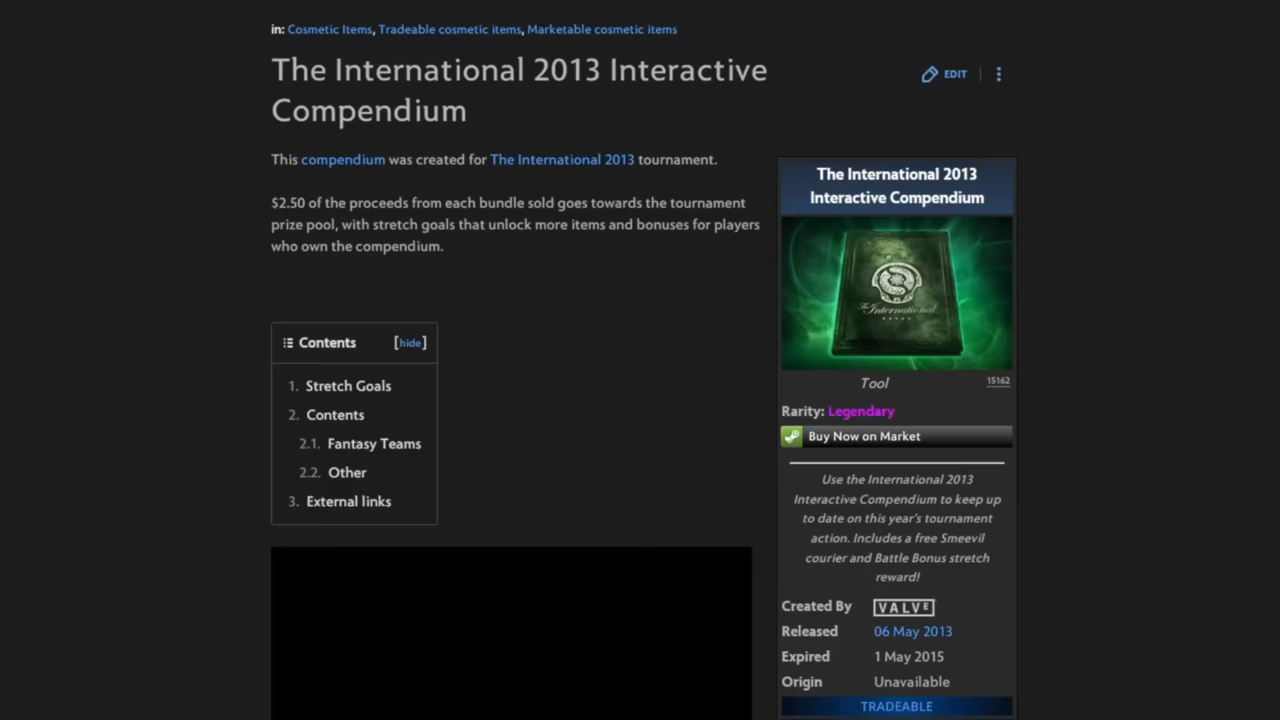 in: Cosmetic Items, Tradeable cosmetic items, Marketable cosmetic items
The International 2013 Interactive
Compendium
EDIT
This compendium was created for The International 2013 tournament.
$2.50 of the proceeds from each bundle sold goes towards the tournament
prize pool, with stretch goals that unlock more items and bonuses for players
who own the compendium.
Contents [hide]
1. Stretch Goals
2. Contents
2.1. Fantasy Teams
2.2. Other
3. External links
The International 2013
Interactive Compendium
The International
Tool 15162
Rarity: Legendary
Buy Now on Market
Use the International 2013
Interactive Compendium to keep up
to date on this year's tournament
action. Includes a free Smeevil
courier and Battle Bonus stretch
reward!
Created By VALVE
Released 06 May 2013
Expired 1 May 2015
Origin Unavailable
TRADEABLE